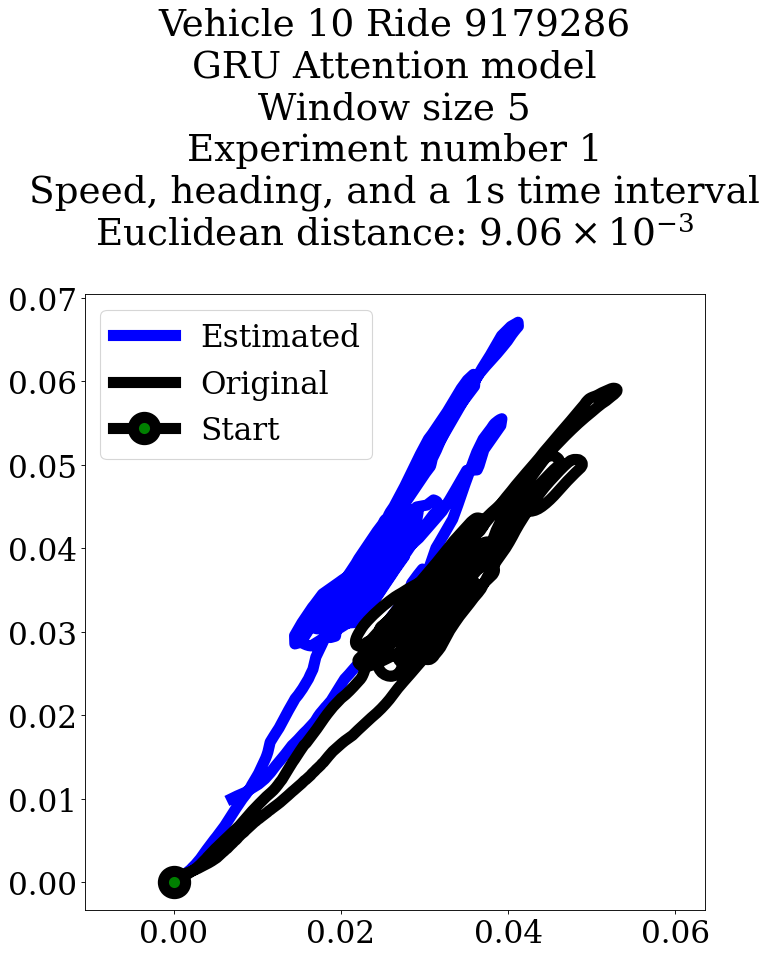 Vehicle 10 Ride 9179286
GRU Attention model
Window size 5
Experiment number 1
Speed, heading, and a 1s time interval
Euclidean distance: 9.06 × 10⁻³
0.07
Estimated
0.06
Original
Start
0.05
0.04
0.03
0.02
0.01
0.00
0.00 0.02 0.04 0.06